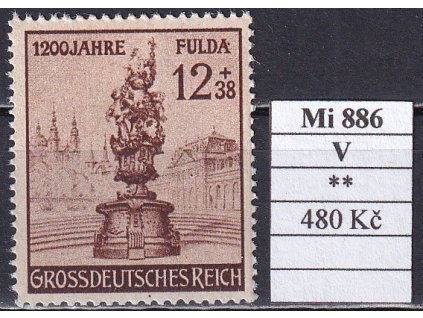 1200 JAHRE FULDA
12 + 38
GROSSDEUTSCHES REICH
Mi 886
V
**
480 Kč